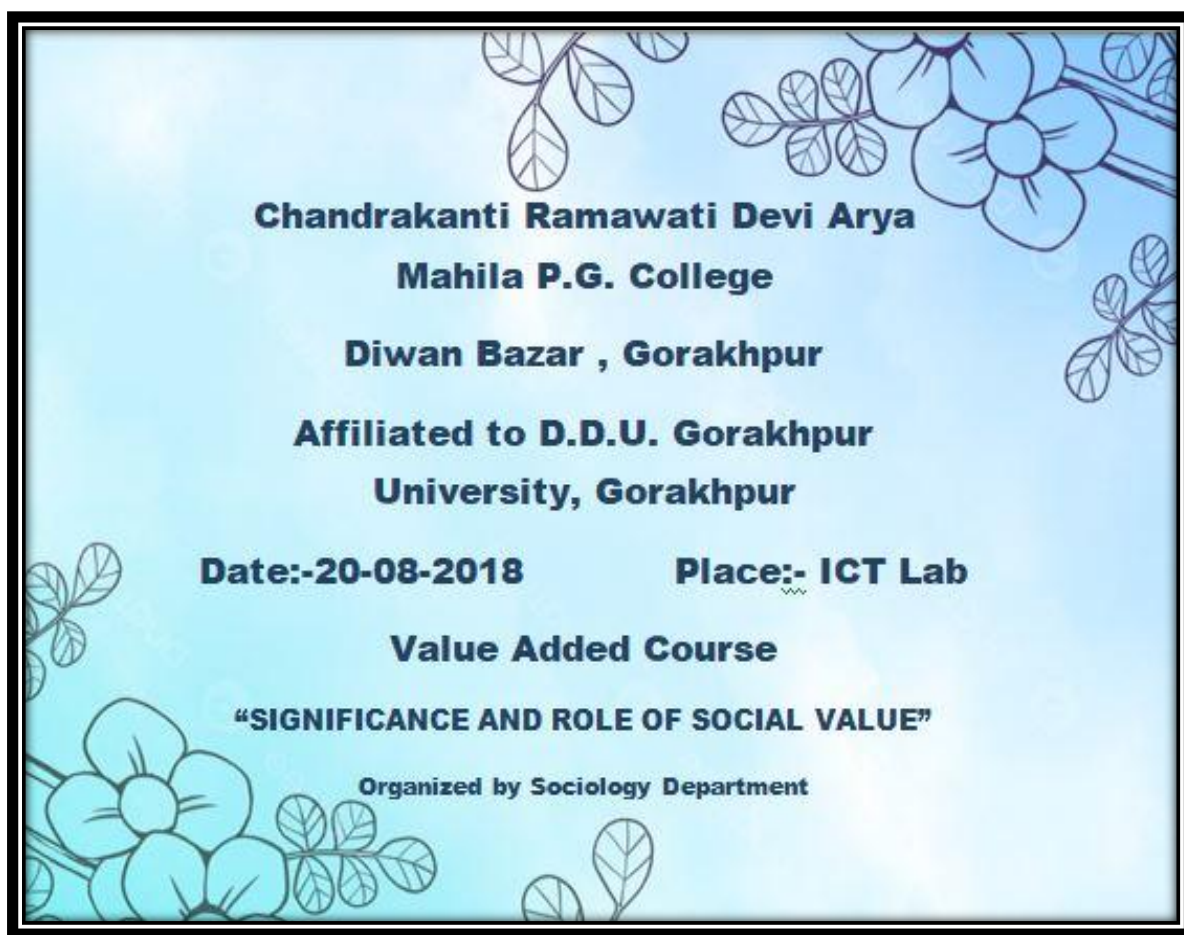 Chandrakanti Ramawati Devi Arya
Mahila P.G. College
Diwan Bazar , Gorakhpur
Affiliated to D.D.U. Gorakhpur
University, Gorakhpur
Date:-20-08-2018 Place:- ICT Lab
Value Added Course
“SIGNIFICANCE AND ROLE OF SOCIAL VALUE”
Organized by Sociology Department